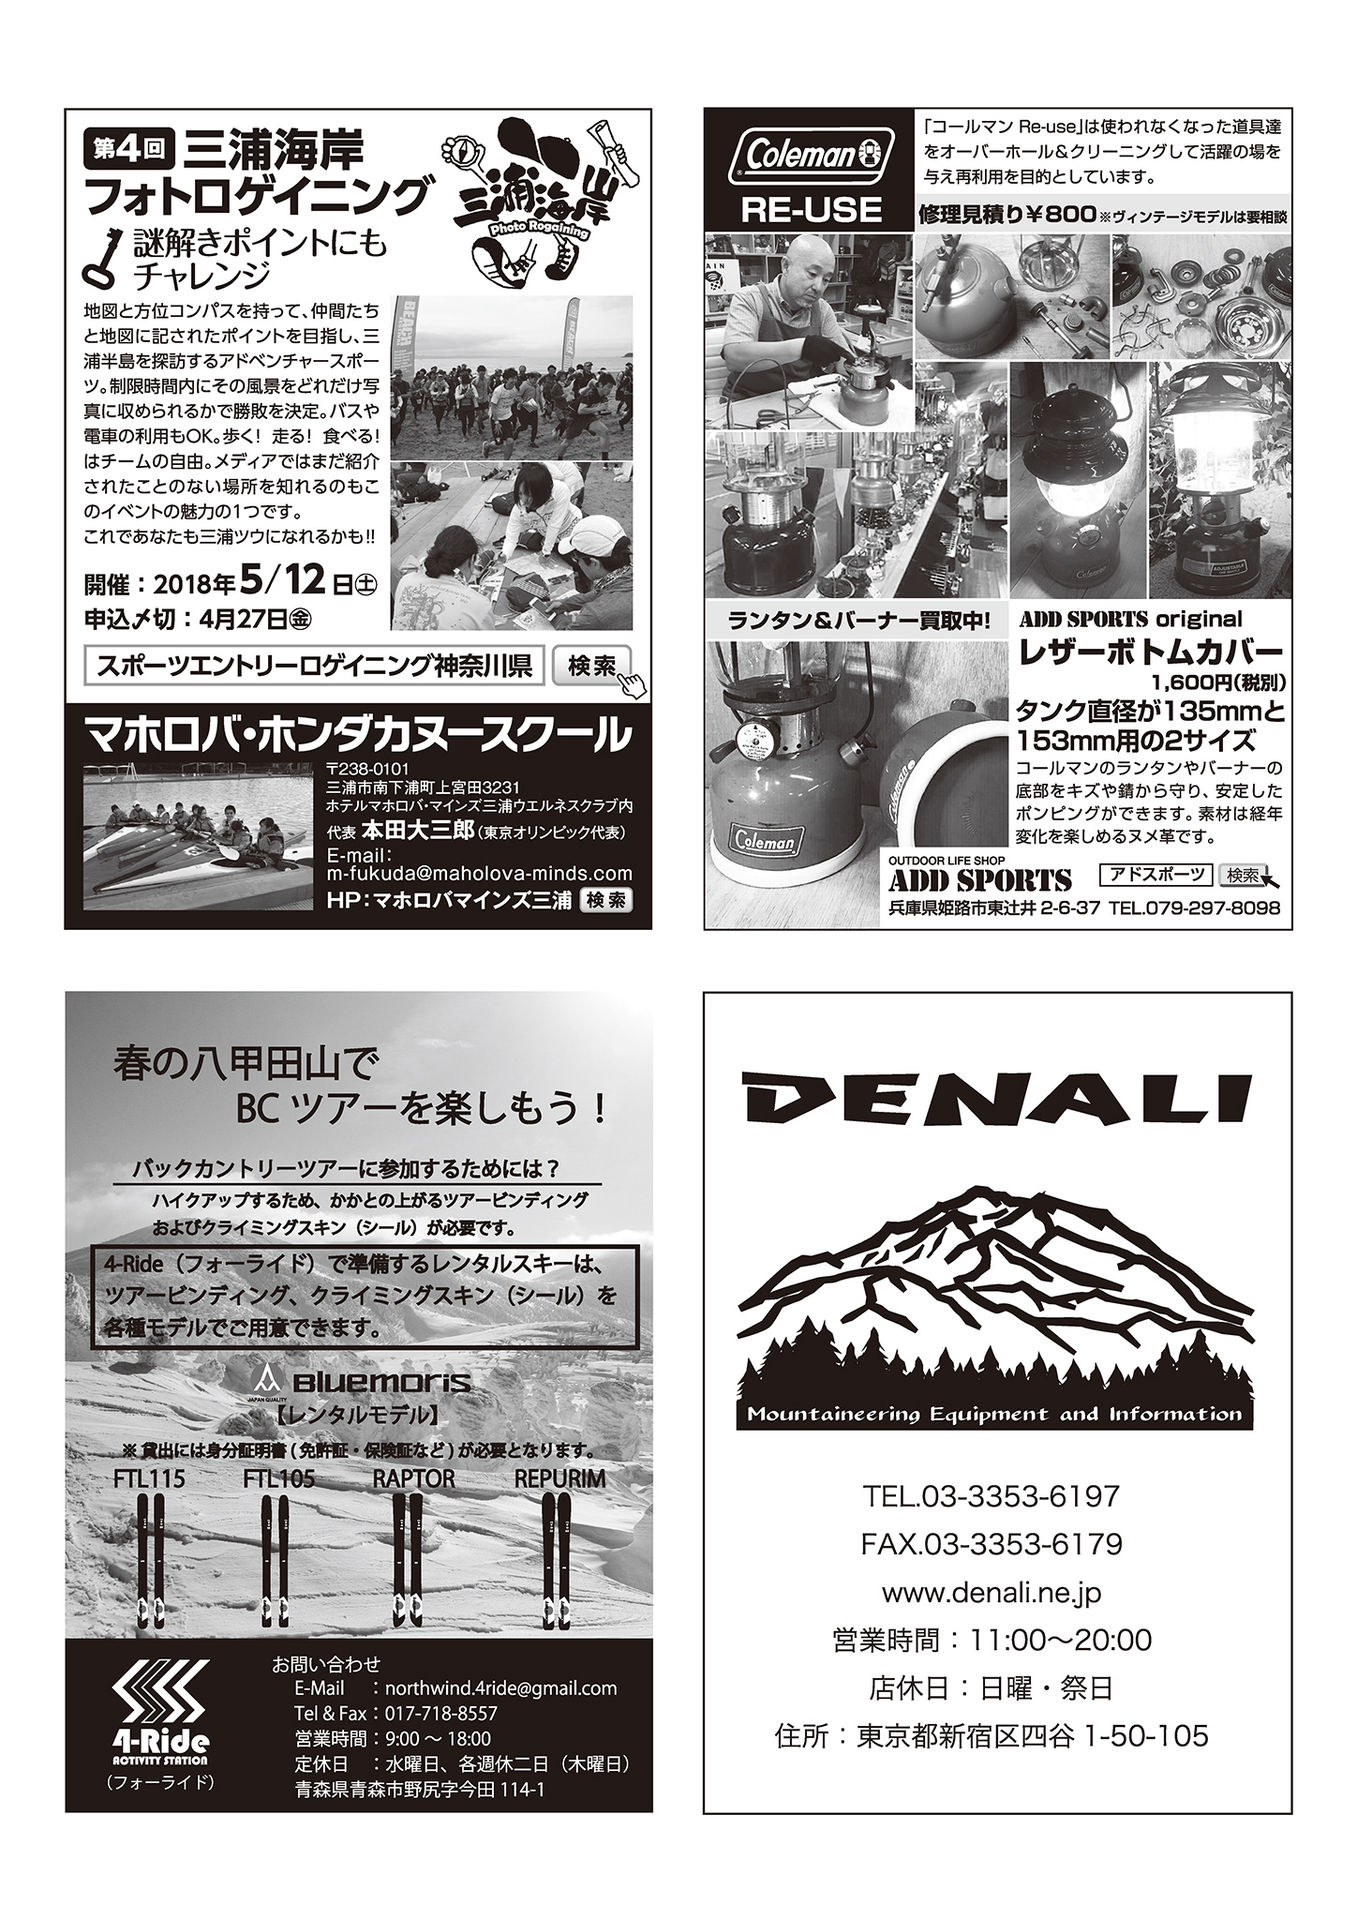 第4回 三浦海岸
フォトロゲイニング
謎解きポイントにも
チャレンジ
三浦海岸
Photo Rogaining
地図と方位コンパスを持って、仲間たち
と地図に記されたポイントを目指し、三
浦半島を探訪するアドベンチャースポー
ツ。制限時間内にその風景をどれだけ写
真に収められるかで勝敗を決定。バスや
電車の利用もOK。歩く！ 走る！ 食べる！
はチームの自由。メディアではまだ紹介
されたことのない場所を知れるのもこ
のイベントの魅力の1つです。
これであなたも三浦ツウになれるかも!!
開催：2018年5/12日㊏
申込〆切：4月27日㊎
スポーツエントリーロゲイニング神奈川県 検索
マホロバ・ホンダカヌースクール
〒238-0101
三浦市南下浦町上宮田3231
ホテルマホロバ・マインズ三浦ウエルネスクラブ内
代表 本田大三郎（東京オリンピック代表）
E-mail：
m-fukuda@maholova-minds.com
HP：マホロバマインズ三浦 検索
Coleman
RE-USE
「コールマン Re-use」は使われなくなった道具達
をオーバーホール＆クリーニングして活躍の場を
与え再利用を目的としています。
修理見積り￥800 ※ヴィンテージモデルは要相談
ランタン＆バーナー買取中!
ADD SPORTS original
レザーボトムカバー
1,600円（税別）
タンク直径が135mmと
153mm用の2サイズ
コールマンのランタンやバーナーの
底部をキズや錆から守り、安定した
ポンピングができます。素材は経年
変化を楽しめるヌメ革です。
Coleman
Coleman
OUTDOOR LIFE SHOP
ADD SPORTS アドスポーツ 検索
兵庫県姫路市東辻井 2-6-37 TEL.079-297-8098
春の八甲田山で
BC ツアーを楽しもう！
バックカントリーツアーに参加するためには？
ハイクアップするため、かかとの上がるツアービンディング
およびクライミングスキン（シール）が必要です。
4-Ride（フォーライド）で準備するレンタルスキーは、
ツアービンディング、クライミングスキン（シール）を
各種モデルでご用意できます。
JAPAN QUALITY
Bluemoris
【レンタルモデル】
※ 貸出には身分証明書 ( 免許証・保険証など ) が必要となります。
FTL115 FTL105 RAPTOR REPURIM
4-Ride
ACTIVITY STATION
（フォーライド）
お問い合わせ
E-Mail ：northwind.4ride@gmail.com
Tel & Fax：017-718-8557
営業時間：9:00 ～ 18:00
定休日 ：水曜日、各週休二日（木曜日）
青森県青森市野尻字今田 114-1
DENALI
Mountaineering Equipment and Information
TEL.03-3353-6197
FAX.03-3353-6179
www.denali.ne.jp
営業時間：11:00～20:00
店休日：日曜・祭日
住所：東京都新宿区四谷 1-50-105